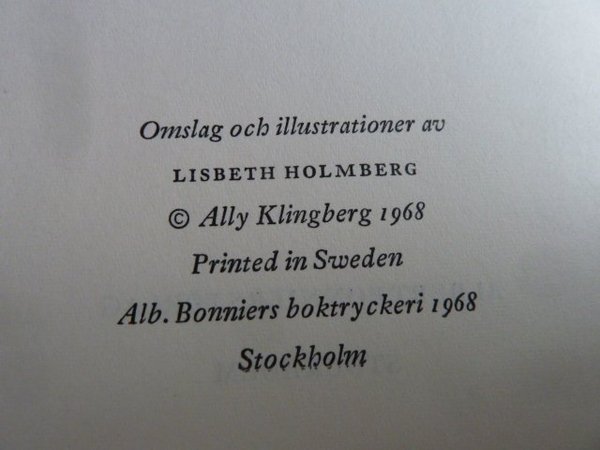 Omslag och illustrationer av
LISBETH HOLMBERG
© Ally Klingberg 1968
Printed in Sweden
Alb. Bonniers boktryckeri 1968
Stockholm